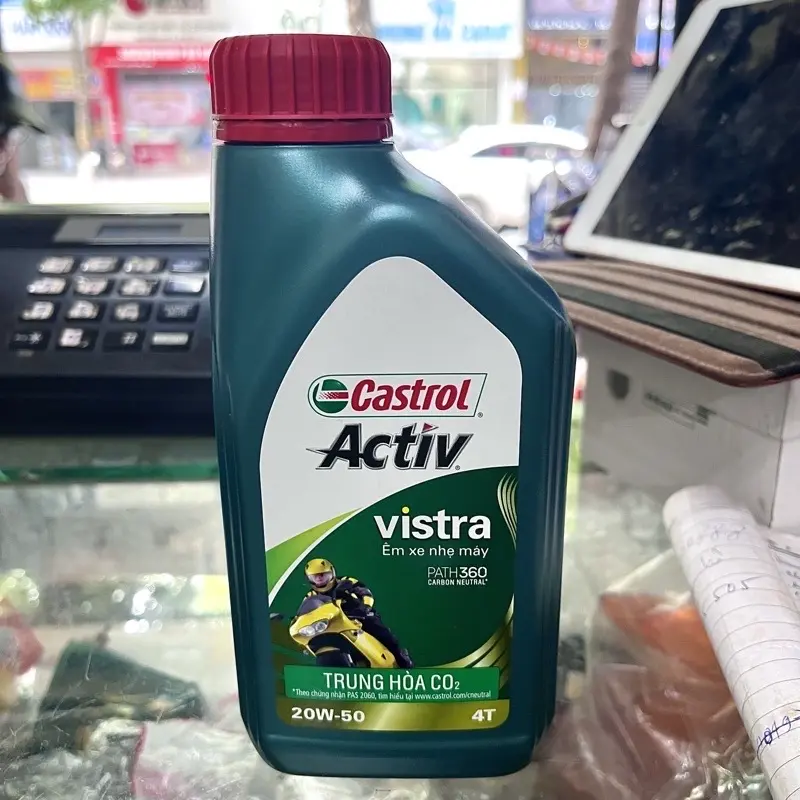 Castrol
Activ
vistra
Êm xe nhẹ máy
PATH360
CARBON NEUTRAL*
TRUNG HÒA CO₂
*Theo chứng nhận PAS 2060, tìm hiểu tại www.castrol.com/cneutral
20W-50 4T